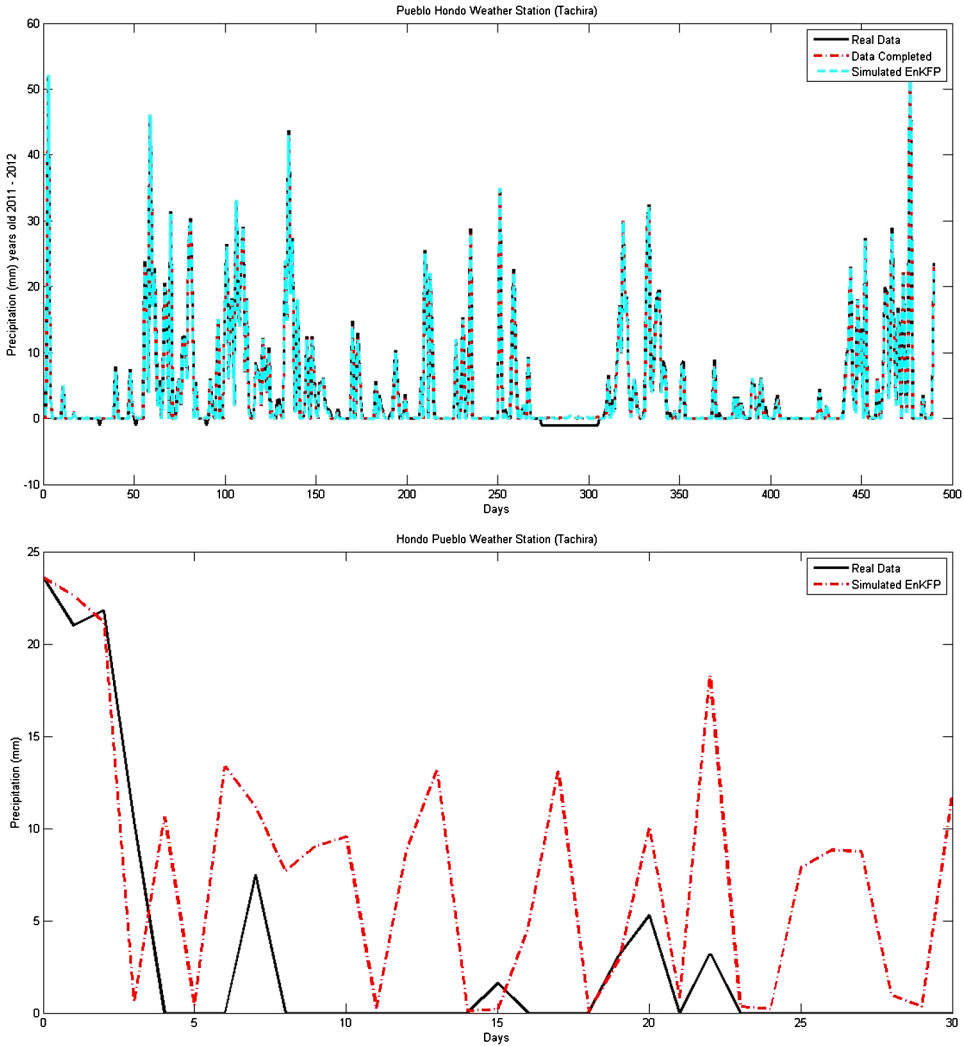 Pueblo Hondo Weather Station (Tachira)
60
50
40
30
20
10
0
-10
Precipitation (mm) years old 2011 - 2012
Real Data
Data Completed
Simulated EnKFP
0 50 100 150 200 250 300 350 400 450 500
Days
Hondo Pueblo Weather Station (Tachira)
25
20
15
10
5
0
Precipitation (mm)
Real Data
Simulated EnKFP
0 5 10 15 20 25 30
Days